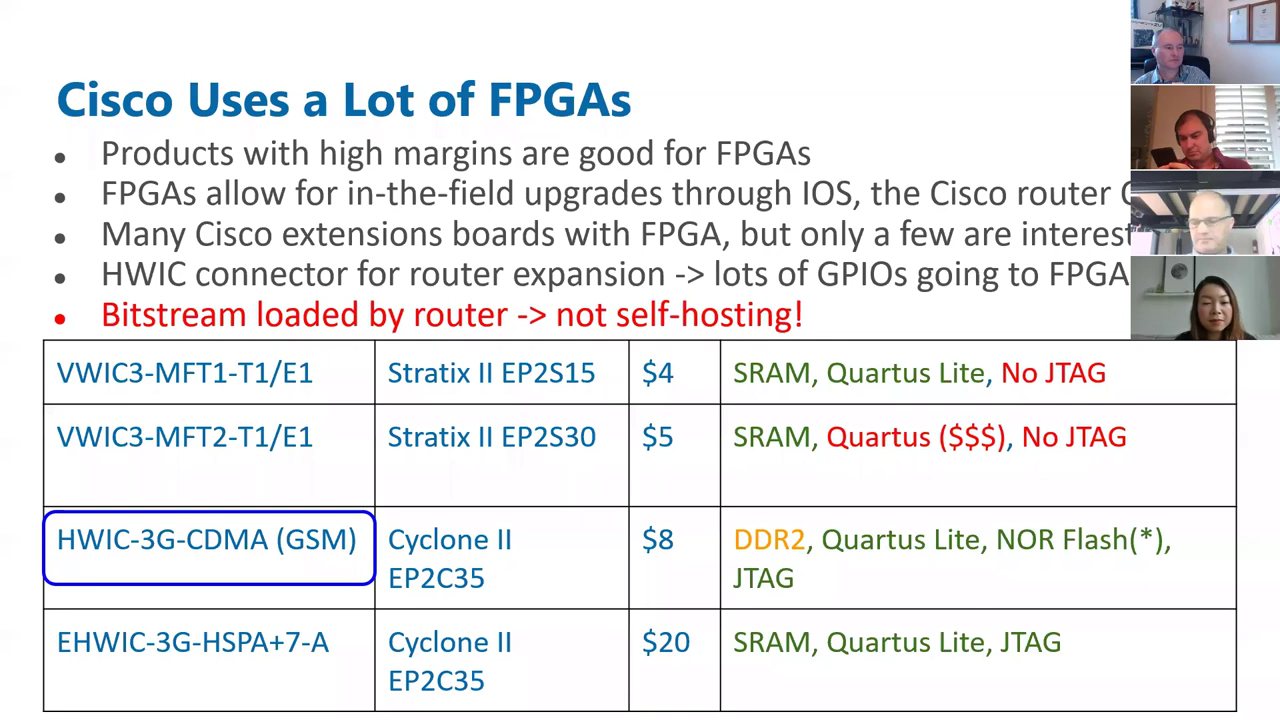 Cisco Uses a Lot of FPGAs
• Products with high margins are good for FPGAs
• FPGAs allow for in-the-field upgrades through IOS, the Cisco router
• Many Cisco extensions boards with FPGA, but only a few are
• HWIC connector for router expansion -> lots of GPIOs going to FPGA
• Bitstream loaded by router -> not self-hosting!
VWIC3-MFT1-T1/E1 Stratix II EP2S15 $4 SRAM, Quartus Lite, No JTAG
VWIC3-MFT2-T1/E1 Stratix II EP2S30 $5 SRAM, Quartus ($$$), No JTAG
HWIC-3G-CDMA (GSM) Cyclone II $8 DDR2, Quartus Lite, NOR Flash(*),
EP2C35 JTAG
EHWIC-3G-HSPA+7-A Cyclone II $20 SRAM, Quartus Lite, JTAG
EP2C35